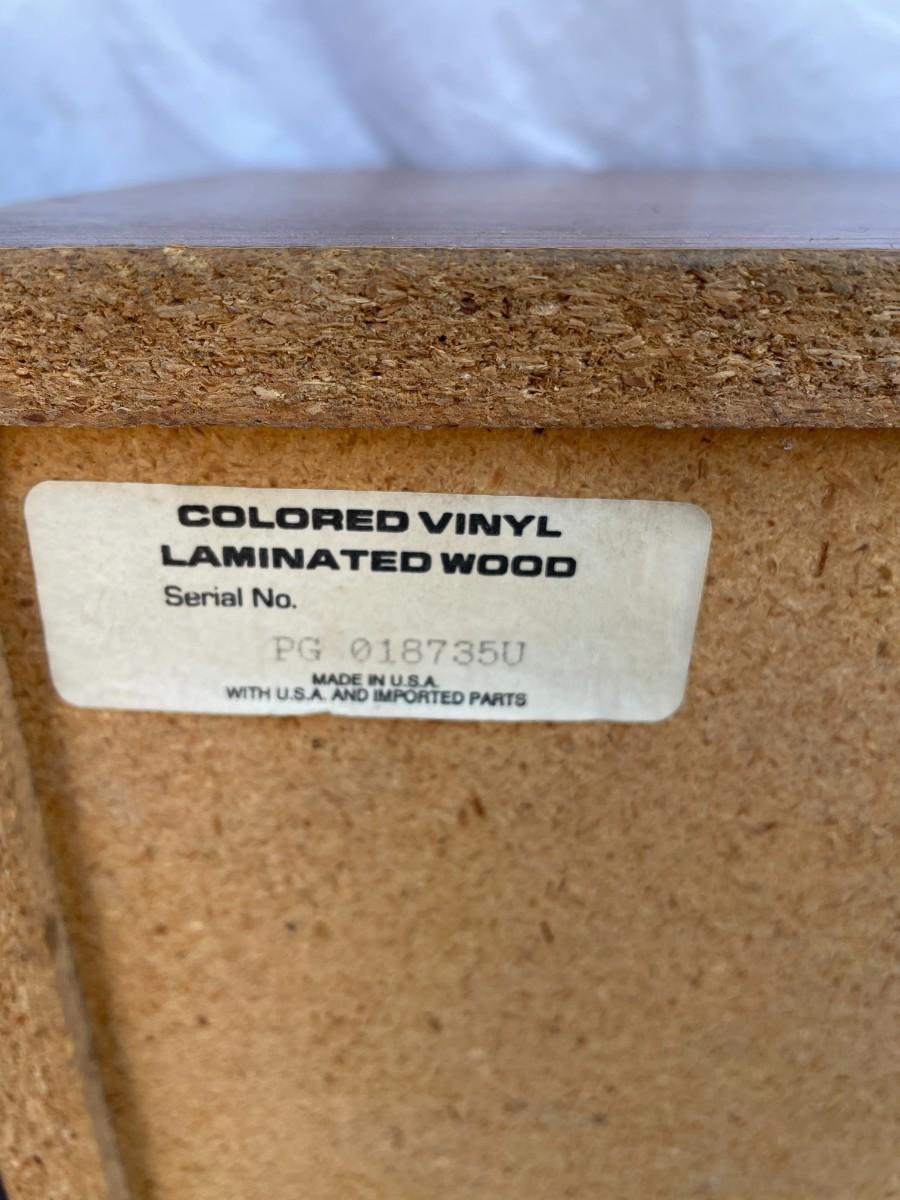 COLORED VINYL
LAMINATED WOOD
Serial No.
PG 018735U
MADE IN U.S.A.
WITH U.S.A. AND IMPORTED PARTS